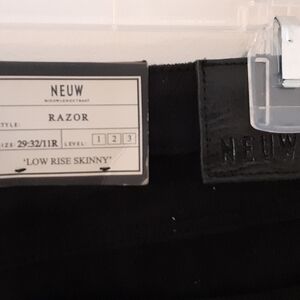 NEUW
STYLE: RAZOR
SIZE: 29:32/11R LEVEL: 1 2 3
'LOW RISE SKINNY'
NEUW